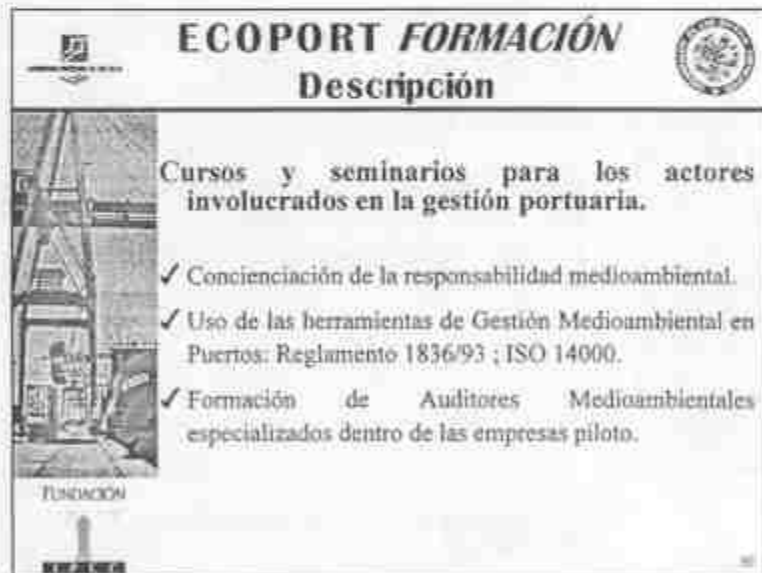 ECOPORT FORMACIÓN
Descripción
Cursos y seminarios para los actores
involucrados en la gestión portuaria.
✓ Concienciación de la responsabilidad medioambiental.
✓ Uso de las herramientas de Gestión Medioambiental en
Puertos: Reglamento 1836/93 ; ISO 14000.
✓ Formación de Auditores Medioambientales
especializados dentro de las empresas piloto.
FUNDACIÓN